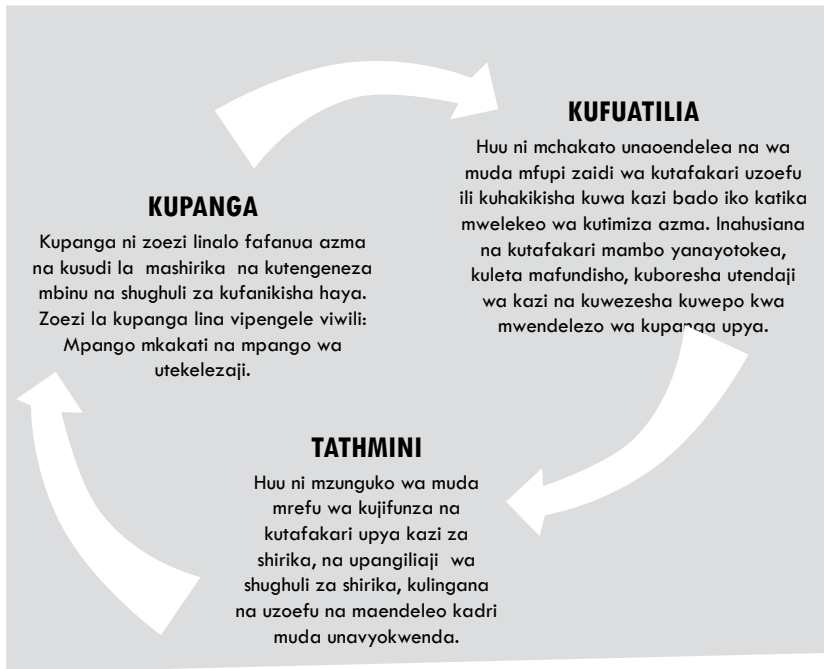 KUPANGA
Kupanga ni zoezi linalo fafanua azma
na kusudi la mashirika na kutengeneza
mbinu na shughuli za kufanikisha haya.
Zoezi la kupanga lina vipengele viwili:
Mpango mkakati na mpango wa
utekelezaji.
KUFUATILIA
Huu ni mchakato unaoendelea na wa
muda mfupi zaidi wa kutafakari uzoefu
ili kuhakikisha kuwa kazi bado iko katika
mwelekeo wa kutimiza azma. Inahusiana
na kutafakari mambo yanayotokea,
kuleta mafundisho, kuboresha utendaji
wa kazi na kuwezesha kuwepo kwa
mwendelezo wa kupanga upya.
TATHMINI
Huu ni mzunguko wa muda
mrefu wa kujifunza na
kutafakari upya kazi za
shirika, na upangiliaji wa
shughuli za shirika, kulingana
na uzoefu na maendeleo kadri
muda unavyokwenda.